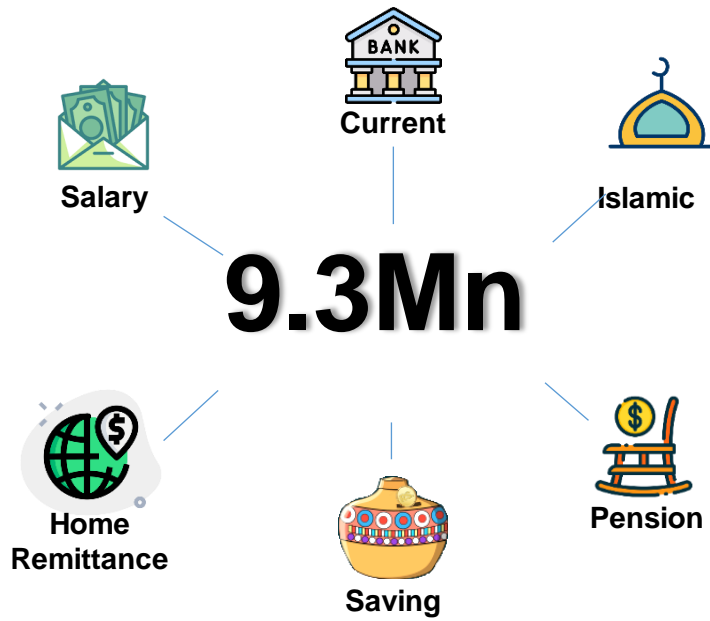 BANK
Current
Salary
Islamic
9.3Mn
$
$
Home
Remittance
Pension
Saving